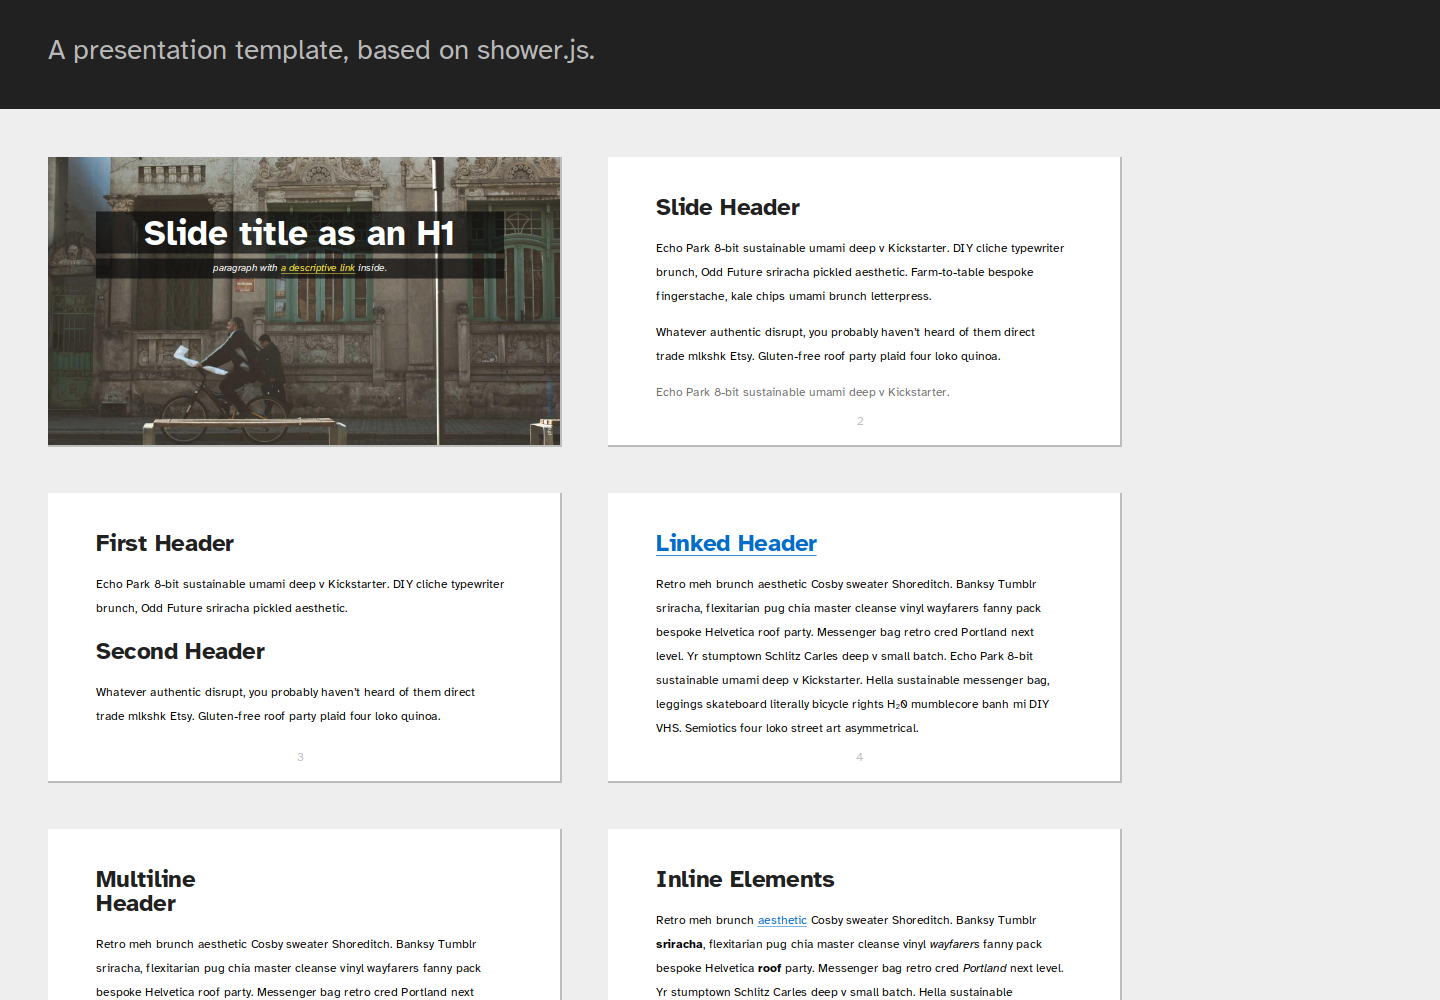 A presentation template, based on shower.js.
Slide title as an H1
paragraph with a descriptive link inside.
Slide Header
Echo Park 8-bit sustainable umami deep v Kickstarter. DIY cliche typewriter
brunch, Odd Future sriracha pickled aesthetic. Farm-to-table bespoke
fingerstache, kale chips umami brunch letterpress.
Whatever authentic disrupt, you probably haven't heard of them direct
trade mlkshk Etsy. Gluten-free roof party plaid four loko quinoa.
Echo Park 8-bit sustainable umami deep v Kickstarter.
2
First Header
Echo Park 8-bit sustainable umami deep v Kickstarter. DIY cliche typewriter
brunch, Odd Future sriracha pickled aesthetic.
Second Header
Whatever authentic disrupt, you probably haven't heard of them direct
trade mlkshk Etsy. Gluten-free roof party plaid four loko quinoa.
3
Linked Header
Retro meh brunch aesthetic Cosby sweater Shoreditch. Banksy Tumblr
sriracha, flexitarian pug chia master cleanse vinyl wayfarers fanny pack
bespoke Helvetica roof party. Messenger bag retro cred Portland next
level. Yr stumptown Schlitz Carles deep v small batch. Echo Park 8-bit
sustainable umami deep v Kickstarter. Hella sustainable messenger bag,
leggings skateboard literally bicycle rights H₂0 mumblecore banh mi DIY
VHS. Semiotics four loko street art asymmetrical.
4
Multiline
Header
Retro meh brunch aesthetic Cosby sweater Shoreditch. Banksy Tumblr
sriracha, flexitarian pug chia master cleanse vinyl wayfarers fanny pack
bespoke Helvetica roof party. Messenger bag retro cred Portland next
Inline Elements
Retro meh brunch aesthetic Cosby sweater Shoreditch. Banksy Tumblr
sriracha, flexitarian pug chia master cleanse vinyl wayfarers fanny pack
bespoke Helvetica roof party. Messenger bag retro cred Portland next level.
Yr stumptown Schlitz Carles deep v small batch. Hella sustainable